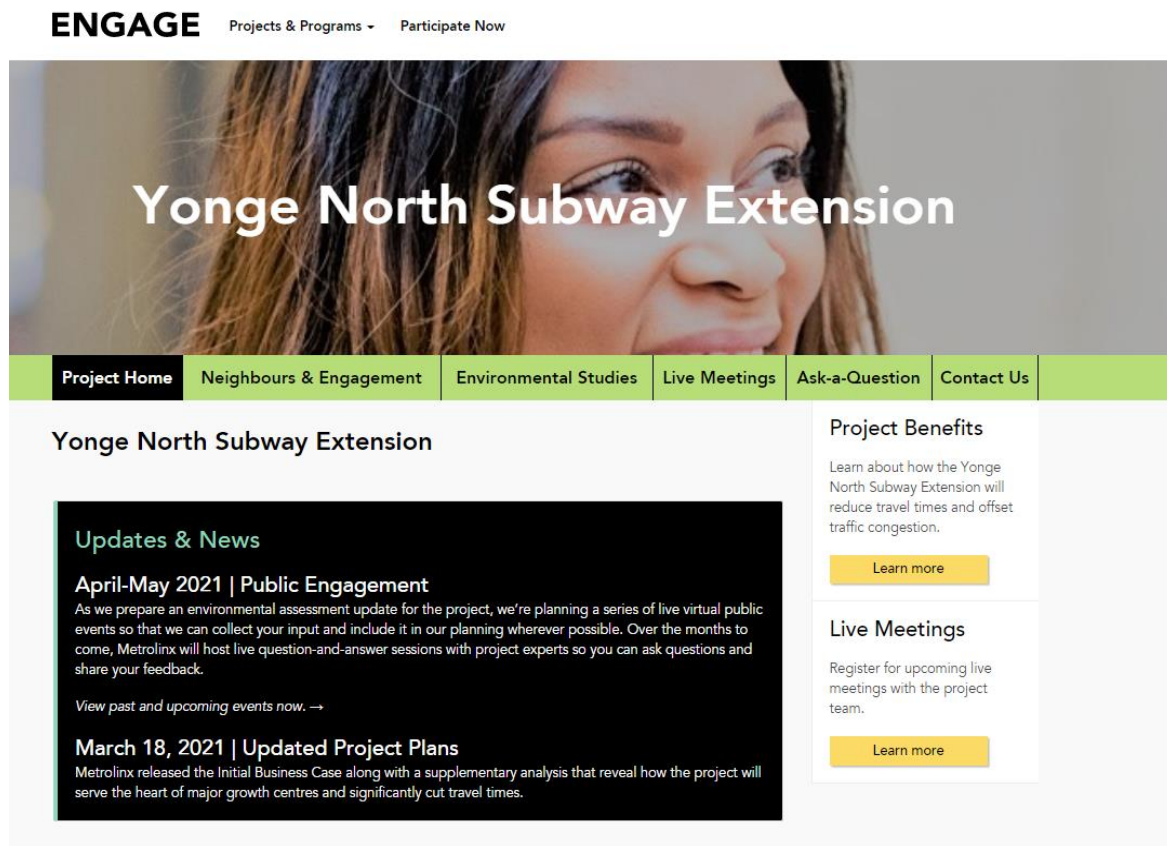 ENGAGE Projects & Programs Participate Now
Yonge North Subway Extension
Project Home Neighbours & Engagement Environmental Studies Live Meetings Ask-a-Question Contact Us
Yonge North Subway Extension
Updates & News
April-May 2021 | Public Engagement
As we prepare an environmental assessment update for the project, we're planning a series of live virtual public
events so that we can collect your input and include it in our planning wherever possible. Over the months to
come, Metrolinx will host live question-and-answer sessions with project experts so you can ask questions and
share your feedback.
View past and upcoming events now. →
March 18, 2021 | Updated Project Plans
Metrolinx released the Initial Business Case along with a supplementary analysis that reveal how the project will
serve the heart of major growth centres and significantly cut travel times.
Project Benefits
Learn about how the Yonge
North Subway Extension will
reduce travel times and offset
traffic congestion.
Learn more
Live Meetings
Register for upcoming live
meetings with the project
team.
Learn more